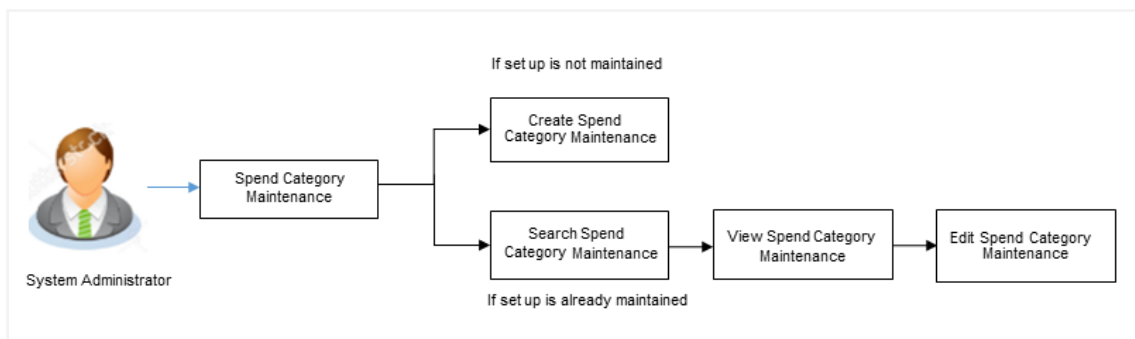 If set up is not maintained
Create Spend
Category Maintenance
Spend Category
Maintenance
System Administrator
Search Spend
Category Maintenance
If set up is already maintained
View Spend Category
Maintenance
Edit Spend Category
Maintenance